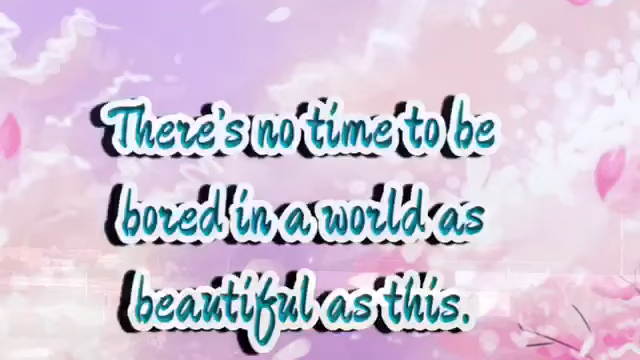 There's no time to be
bored in a world as
beautiful as this.